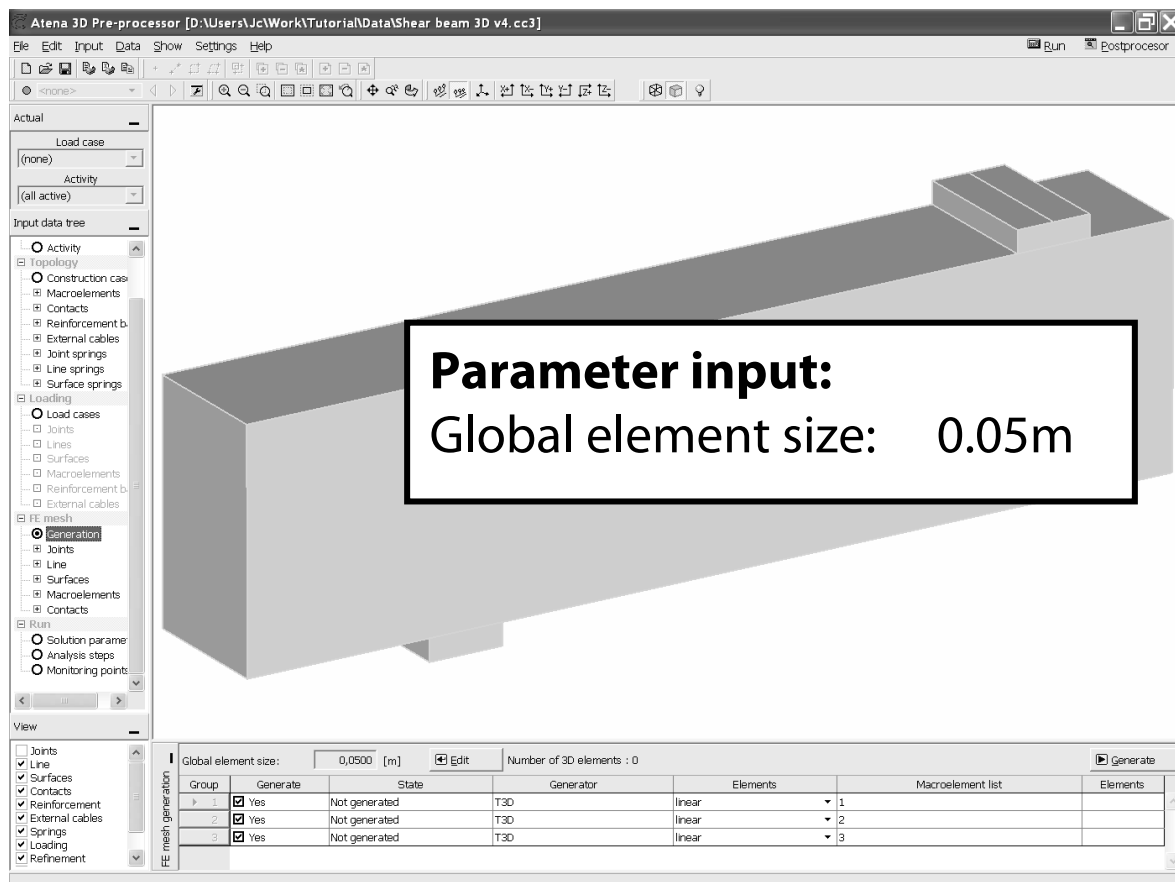 Atena 3D Pre-processor [D:\Users\Jc\Work\Tutorial\Data\Shear beam 3D v4.cc3]
File Edit Input Data Show Settings Help Run Postprocesor
<none>
Actual
Load case
(none)
Activity
(all active)
Input data tree
Activity
Topology
Construction case
Macroelements
Contacts
Reinforcement b
External cables
Joint springs
Line springs
Surface springs
Loading
Load cases
Joints
Lines
Surfaces
Macroelements
Reinforcement b
External cables
FE mesh
Generation
Joints
Line
Surfaces
Macroelements
Contacts
Run
Solution parame
Analysis steps
Monitoring points
Parameter input:
Global element size: 0.05m
View
Joints
Line
Surfaces
Contacts
Reinforcement
External cables
Springs
Loading
Refinement
FE mesh generation
Global element size: 0,0500 [m] Edit Number of 3D elements : 0 Generate
Group Generate State Generator Elements Macroelement list Elements
1 Yes Not generated T3D linear 1
2 Yes Not generated T3D linear 2
3 Yes Not generated T3D linear 3